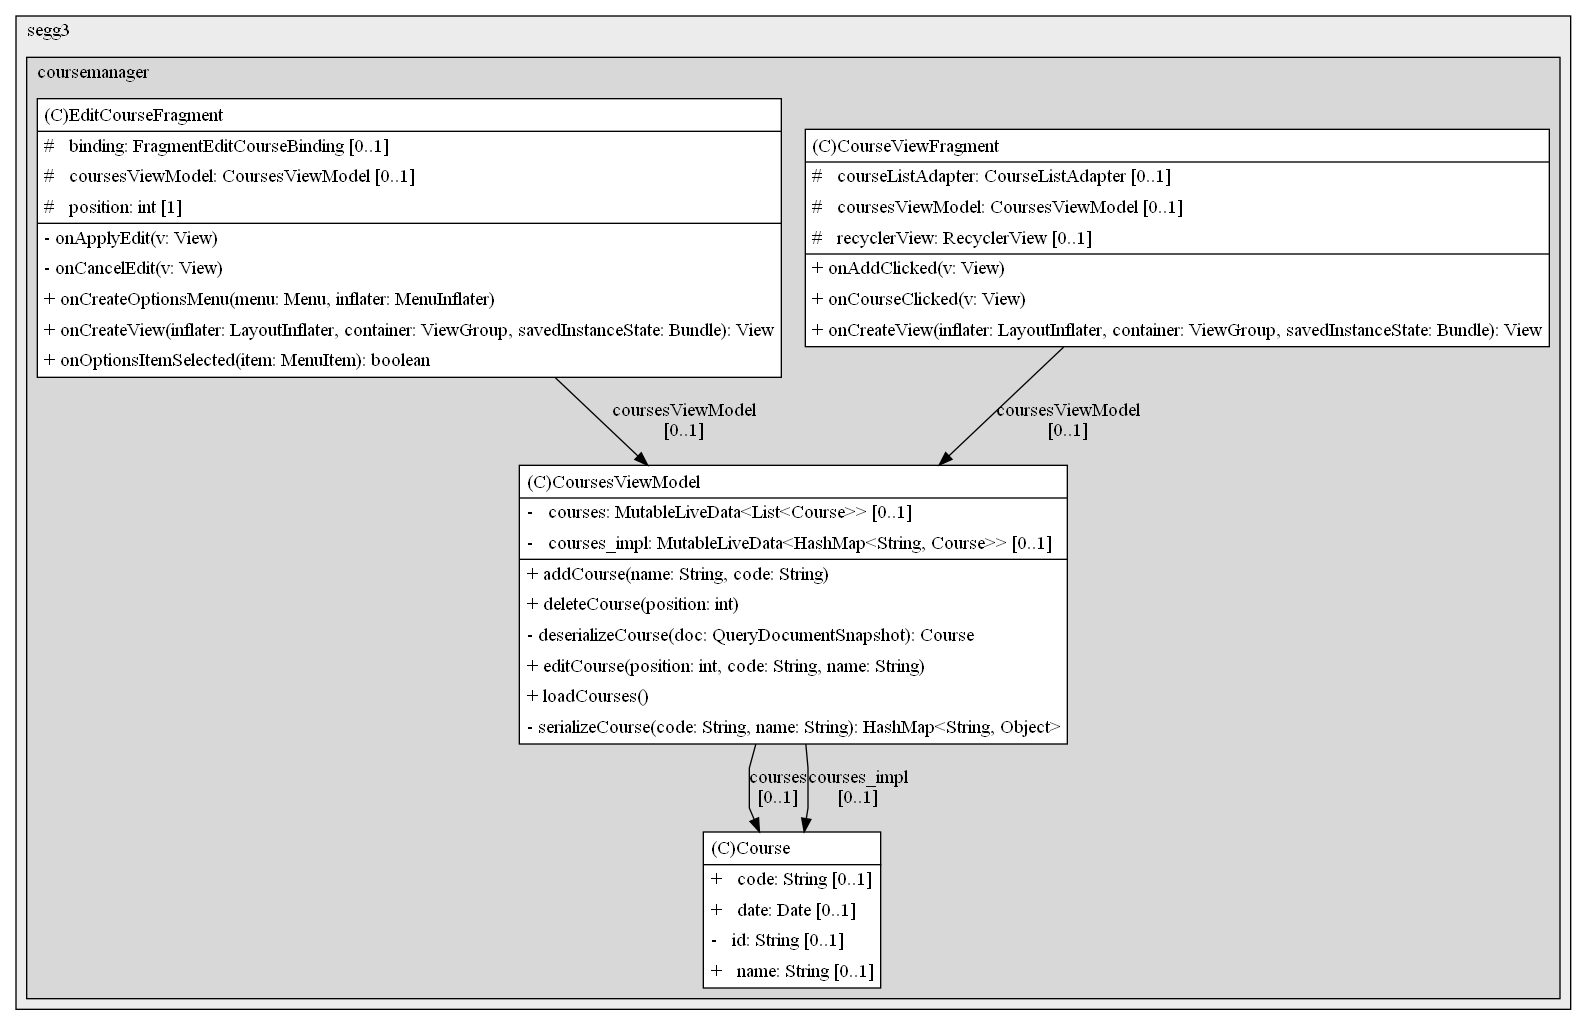 segg3
coursemanager
(C)EditCourseFragment
# binding: FragmentEditCourseBinding [0..1]
# coursesViewModel: CoursesViewModel [0..1]
# position: int [1]
- onApplyEdit(v: View)
- onCancelEdit(v: View)
+ onCreateOptionsMenu(menu: Menu, inflater: MenuInflater)
+ onCreateView(inflater: LayoutInflater, container: ViewGroup, savedInstanceState: Bundle): View
+ onOptionsItemSelected(item: MenuItem): boolean
(C)CourseViewFragment
# courseListAdapter: CourseListAdapter [0..1]
# coursesViewModel: CoursesViewModel [0..1]
# recyclerView: RecyclerView [0..1]
+ onAddClicked(v: View)
+ onCourseClicked(v: View)
+ onCreateView(inflater: LayoutInflater, container: ViewGroup, savedInstanceState: Bundle): View
coursesViewModel
[0..1]
coursesViewModel
[0..1]
(C)CoursesViewModel
- courses: MutableLiveData<List<Course>> [0..1]
- courses_impl: MutableLiveData<HashMap<String, Course>> [0..1]
+ addCourse(name: String, code: String)
+ deleteCourse(position: int)
- deserializeCourse(doc: QueryDocumentSnapshot): Course
+ editCourse(position: int, code: String, name: String)
+ loadCourses()
- serializeCourse(code: String, name: String): HashMap<String, Object>
courses
[0..1]
courses_impl
[0..1]
(C)Course
+ code: String [0..1]
+ date: Date [0..1]
- id: String [0..1]
+ name: String [0..1]